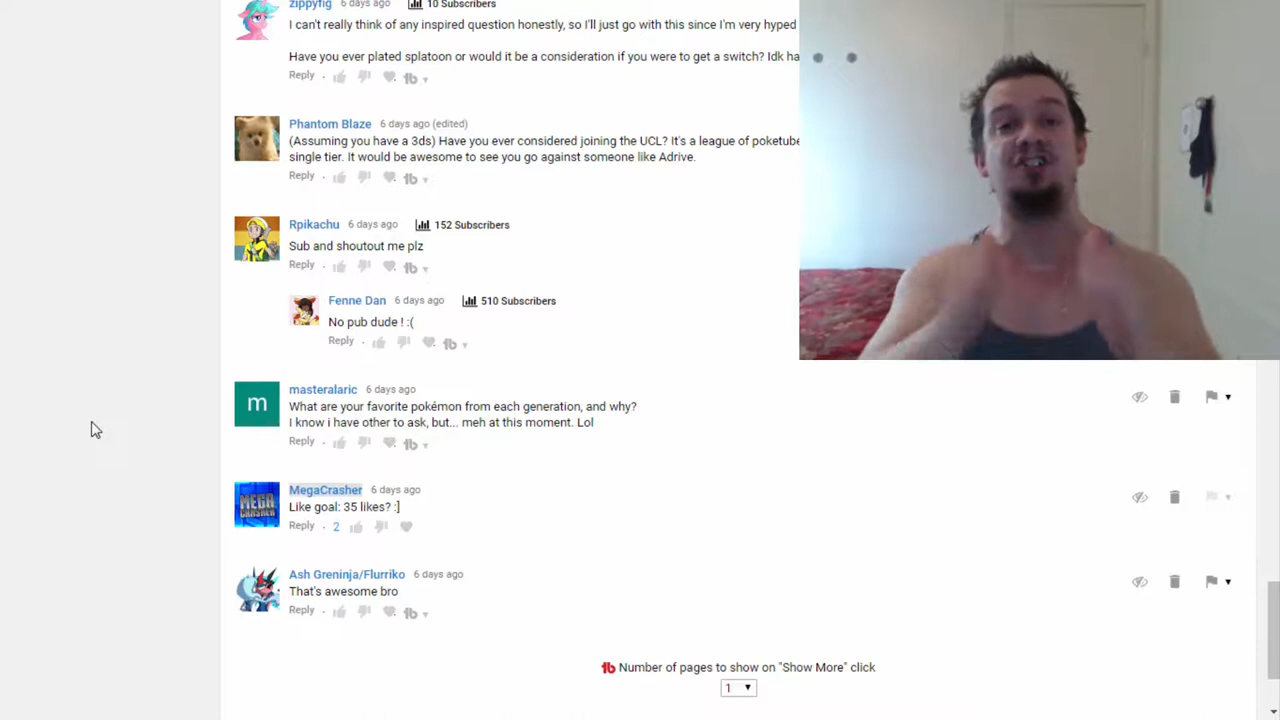 zippyfig 6 days ago 10 Subscribers
I can't really think of any inspired question honestly, so I'll just go with this since I'm very hyped
Have you ever plated splatoon or would it be a consideration if you were to get a switch? Idk ha
Reply
Phantom Blaze 6 days ago (edited)
(Assuming you have a 3ds) Have you ever considered joining the UCL? It's a league of poketube
single tier. It would be awesome to see you go against someone like Adrive.
Reply
Rpikachu 6 days ago 152 Subscribers
Sub and shoutout me plz
Reply
Fenne Dan 6 days ago 510 Subscribers
No pub dude ! :(
Reply
m
masteralaric 6 days ago
What are your favorite pokémon from each generation, and why?
I know i have other to ask, but... meh at this moment. Lol
Reply
MEGA CRASHER
MegaCrasher 6 days ago
Like goal: 35 likes? :]
Reply · 2
Ash Greninja/Flurriko 6 days ago
That's awesome bro
Reply
Number of pages to show on "Show More" click
1